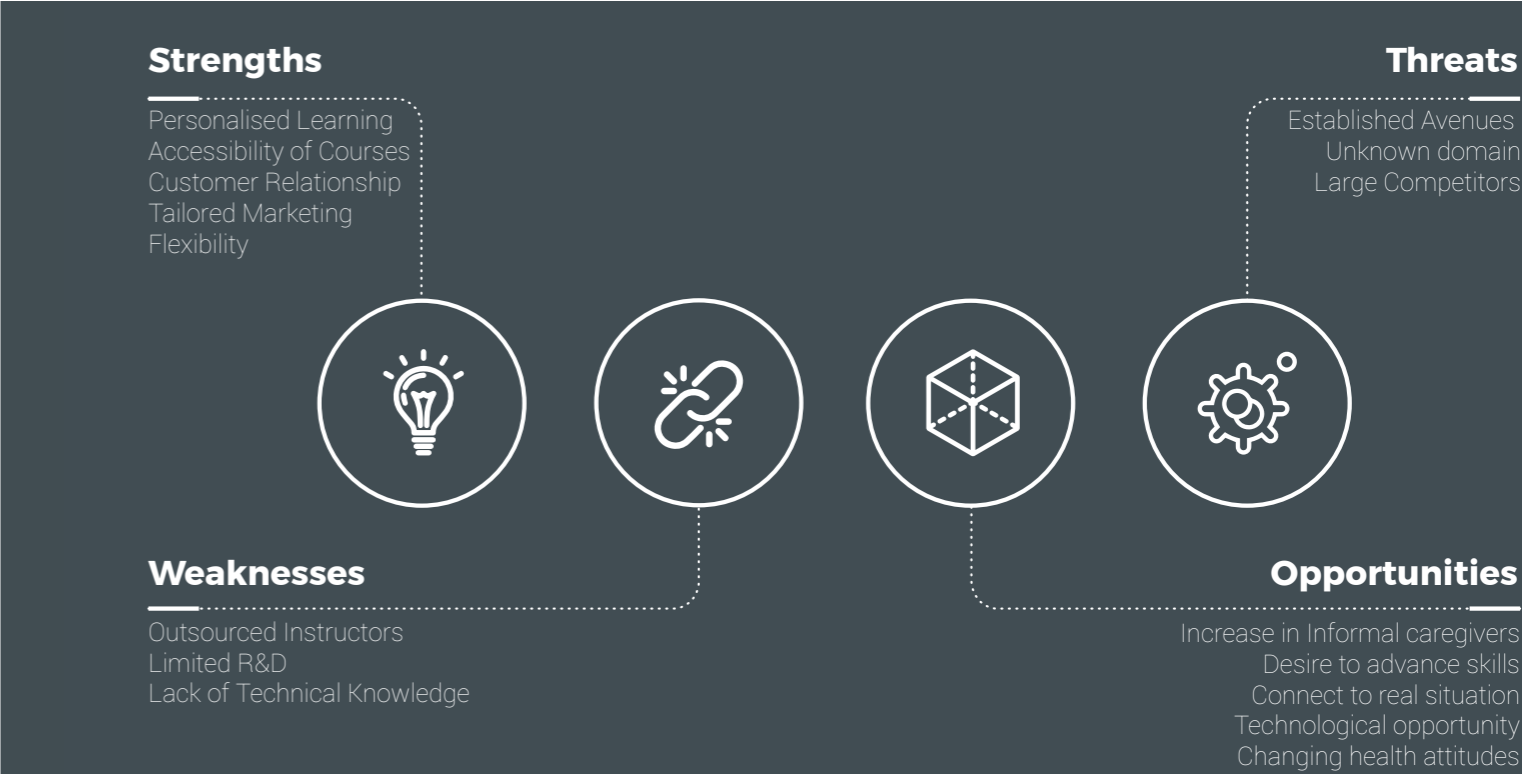 Strengths
Personalised Learning
Accessibility of Courses
Customer Relationship
Tailored Marketing
Flexibility
Threats
Established Avenues
Unknown domain
Large Competitors
Weaknesses
Outsourced Instructors
Limited R&D
Lack of Technical Knowledge
Opportunities
Increase in Informal caregivers
Desire to advance skills
Connect to real situation
Technological opportunity
Changing health attitudes